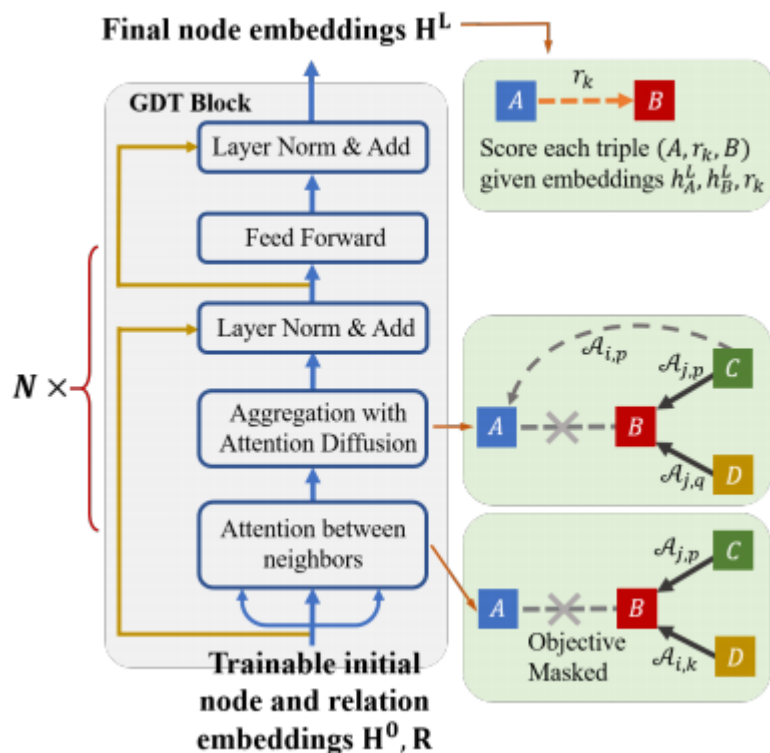 Final node embeddings H^L
GDT Block
Layer Norm & Add
Feed Forward
Layer Norm & Add
N ×
Aggregation with
Attention Diffusion
Attention between
neighbors
Trainable initial
node and relation
embeddings H^0, R
A
r_k
B
Score each triple (A, r_k, B)
given embeddings h_A^L, h_B^L, r_k
𝒜_{i,p}
𝒜_{j,p}
C
A
B
𝒜_{j,q}
D
𝒜_{j,p}
C
A
B
Objective
Masked
𝒜_{i,k}
D